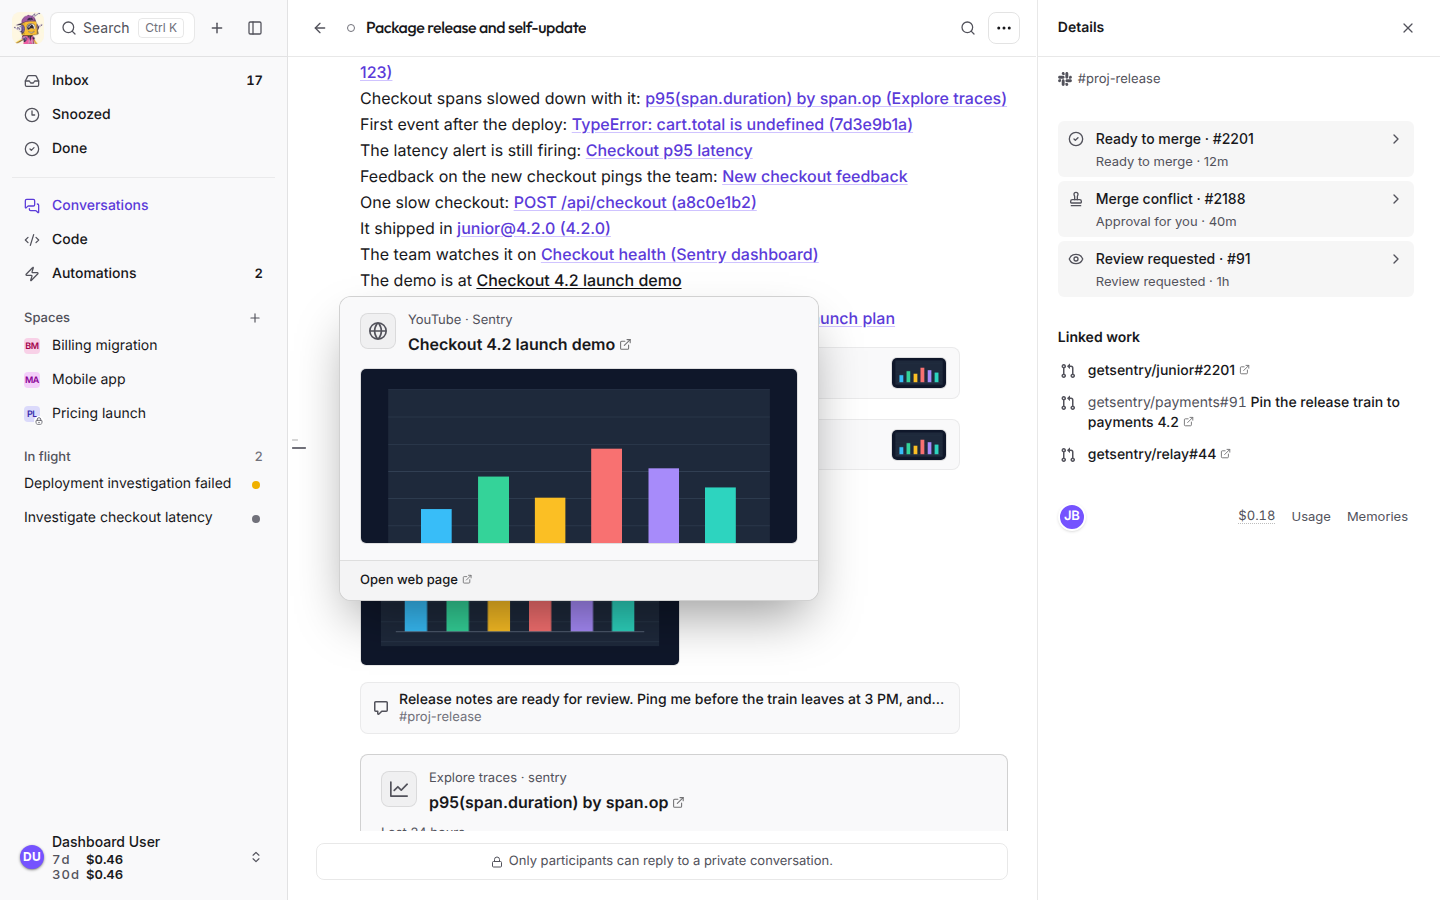 Search Ctrl K
Inbox 17
Snoozed
Done
Conversations
Code
Automations 2
Spaces
BM Billing migration
MA Mobile app
PL Pricing launch
In flight 2
Deployment investigation failed
Investigate checkout latency
DU Dashboard User
7d $0.46
30d $0.46
Package release and self-update
123)
Checkout spans slowed down with it: p95(span.duration) by span.op (Explore traces)
First event after the deploy: TypeError: cart.total is undefined (7d3e9b1a)
The latency alert is still firing: Checkout p95 latency
Feedback on the new checkout pings the team: New checkout feedback
One slow checkout: POST /api/checkout (a8c0e1b2)
It shipped in junior@4.2.0 (4.2.0)
The team watches it on Checkout health (Sentry dashboard)
The demo is at Checkout 4.2 launch demo
unch plan
YouTube · Sentry
Checkout 4.2 launch demo
Open web page
Release notes are ready for review. Ping me before the train leaves at 3 PM, and...
#proj-release
Explore traces · sentry
p95(span.duration) by span.op
Last 24 hours
Only participants can reply to a private conversation.
Details
#proj-release
Ready to merge · #2201
Ready to merge · 12m
Merge conflict · #2188
Approval for you · 40m
Review requested · #91
Review requested · 1h
Linked work
getsentry/junior#2201
getsentry/payments#91 Pin the release train to
payments 4.2
getsentry/relay#44
JB $0.18 Usage Memories